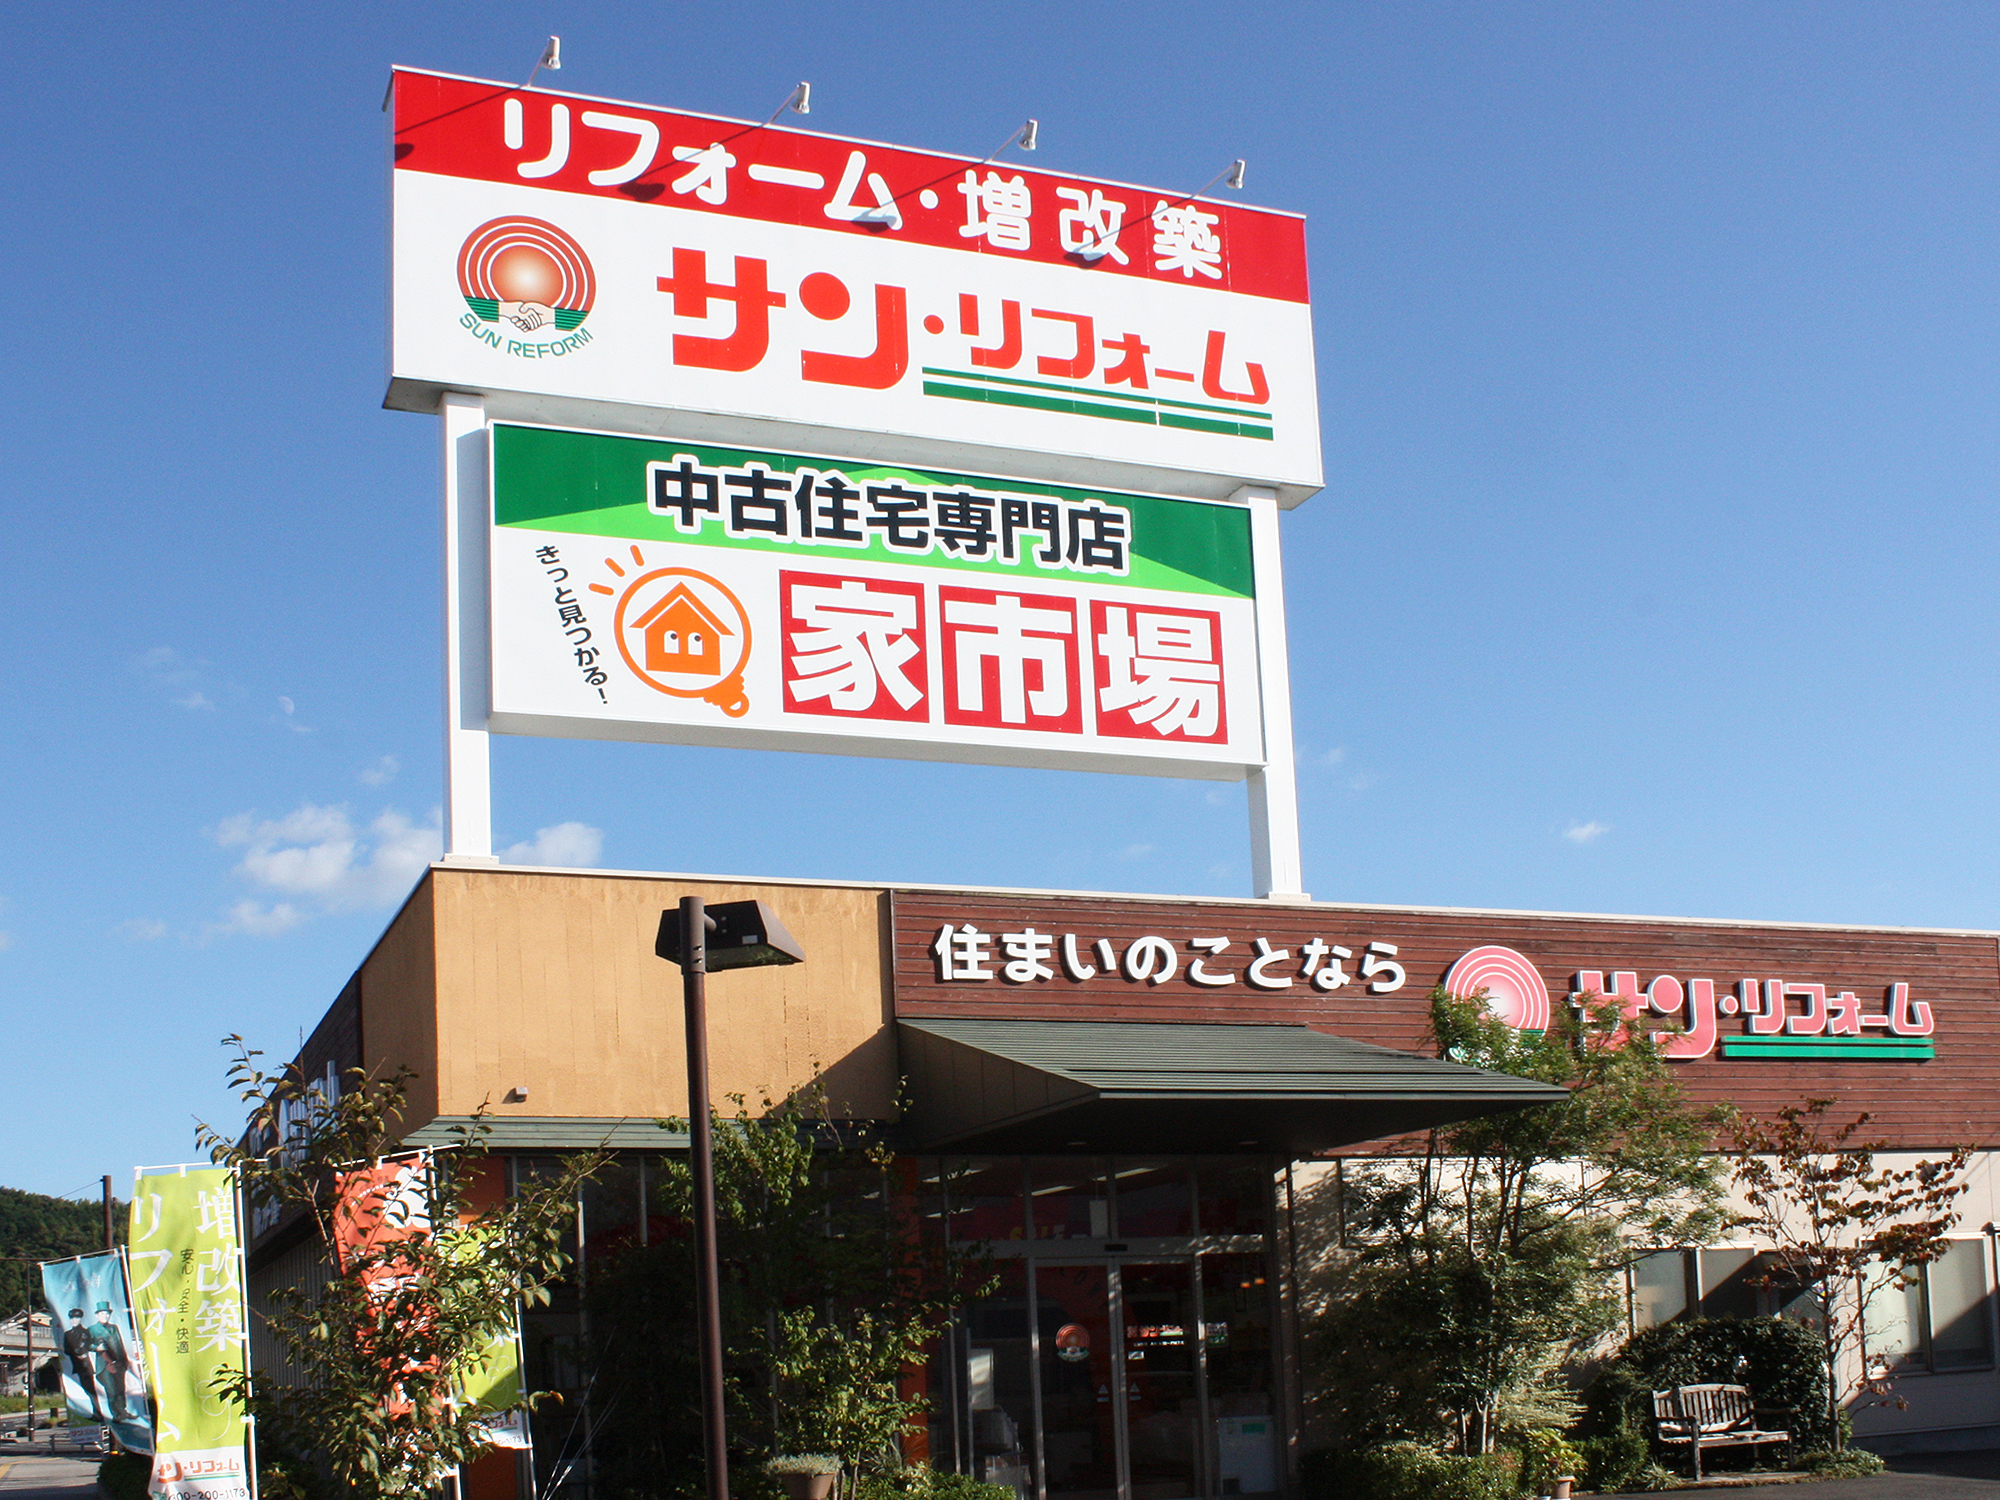 リフォーム・増改築
SUN REFORM
サン・リフォーム
中古住宅専門店
きっと見つかる！
家市場
住まいのことなら
サン・リフォーム
増改築
リフォーム
安心・安全・快適
サン・リフォーム